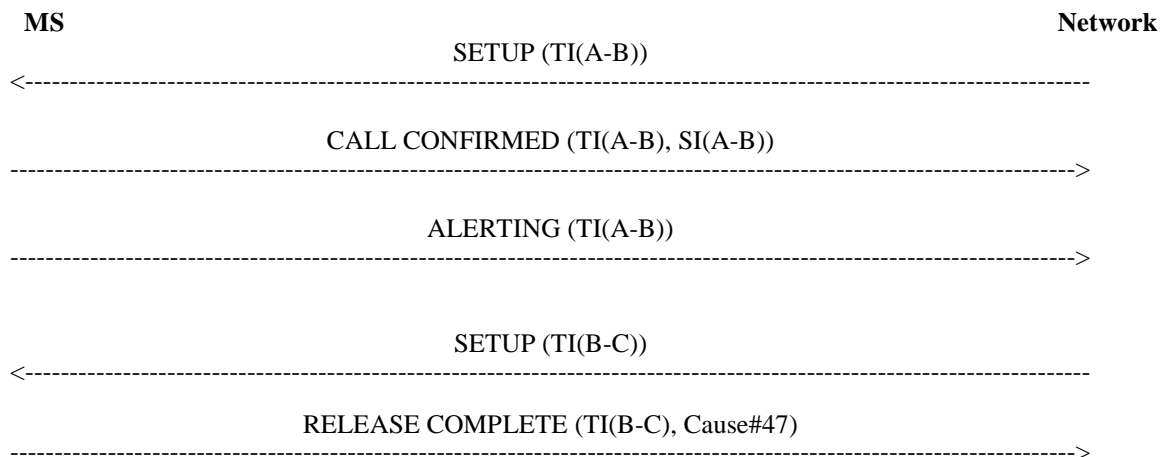 MS Network
SETUP (TI(A-B))
CALL CONFIRMED (TI(A-B), SI(A-B))
ALERTING (TI(A-B))
SETUP (TI(B-C))
RELEASE COMPLETE (TI(B-C), Cause#47)